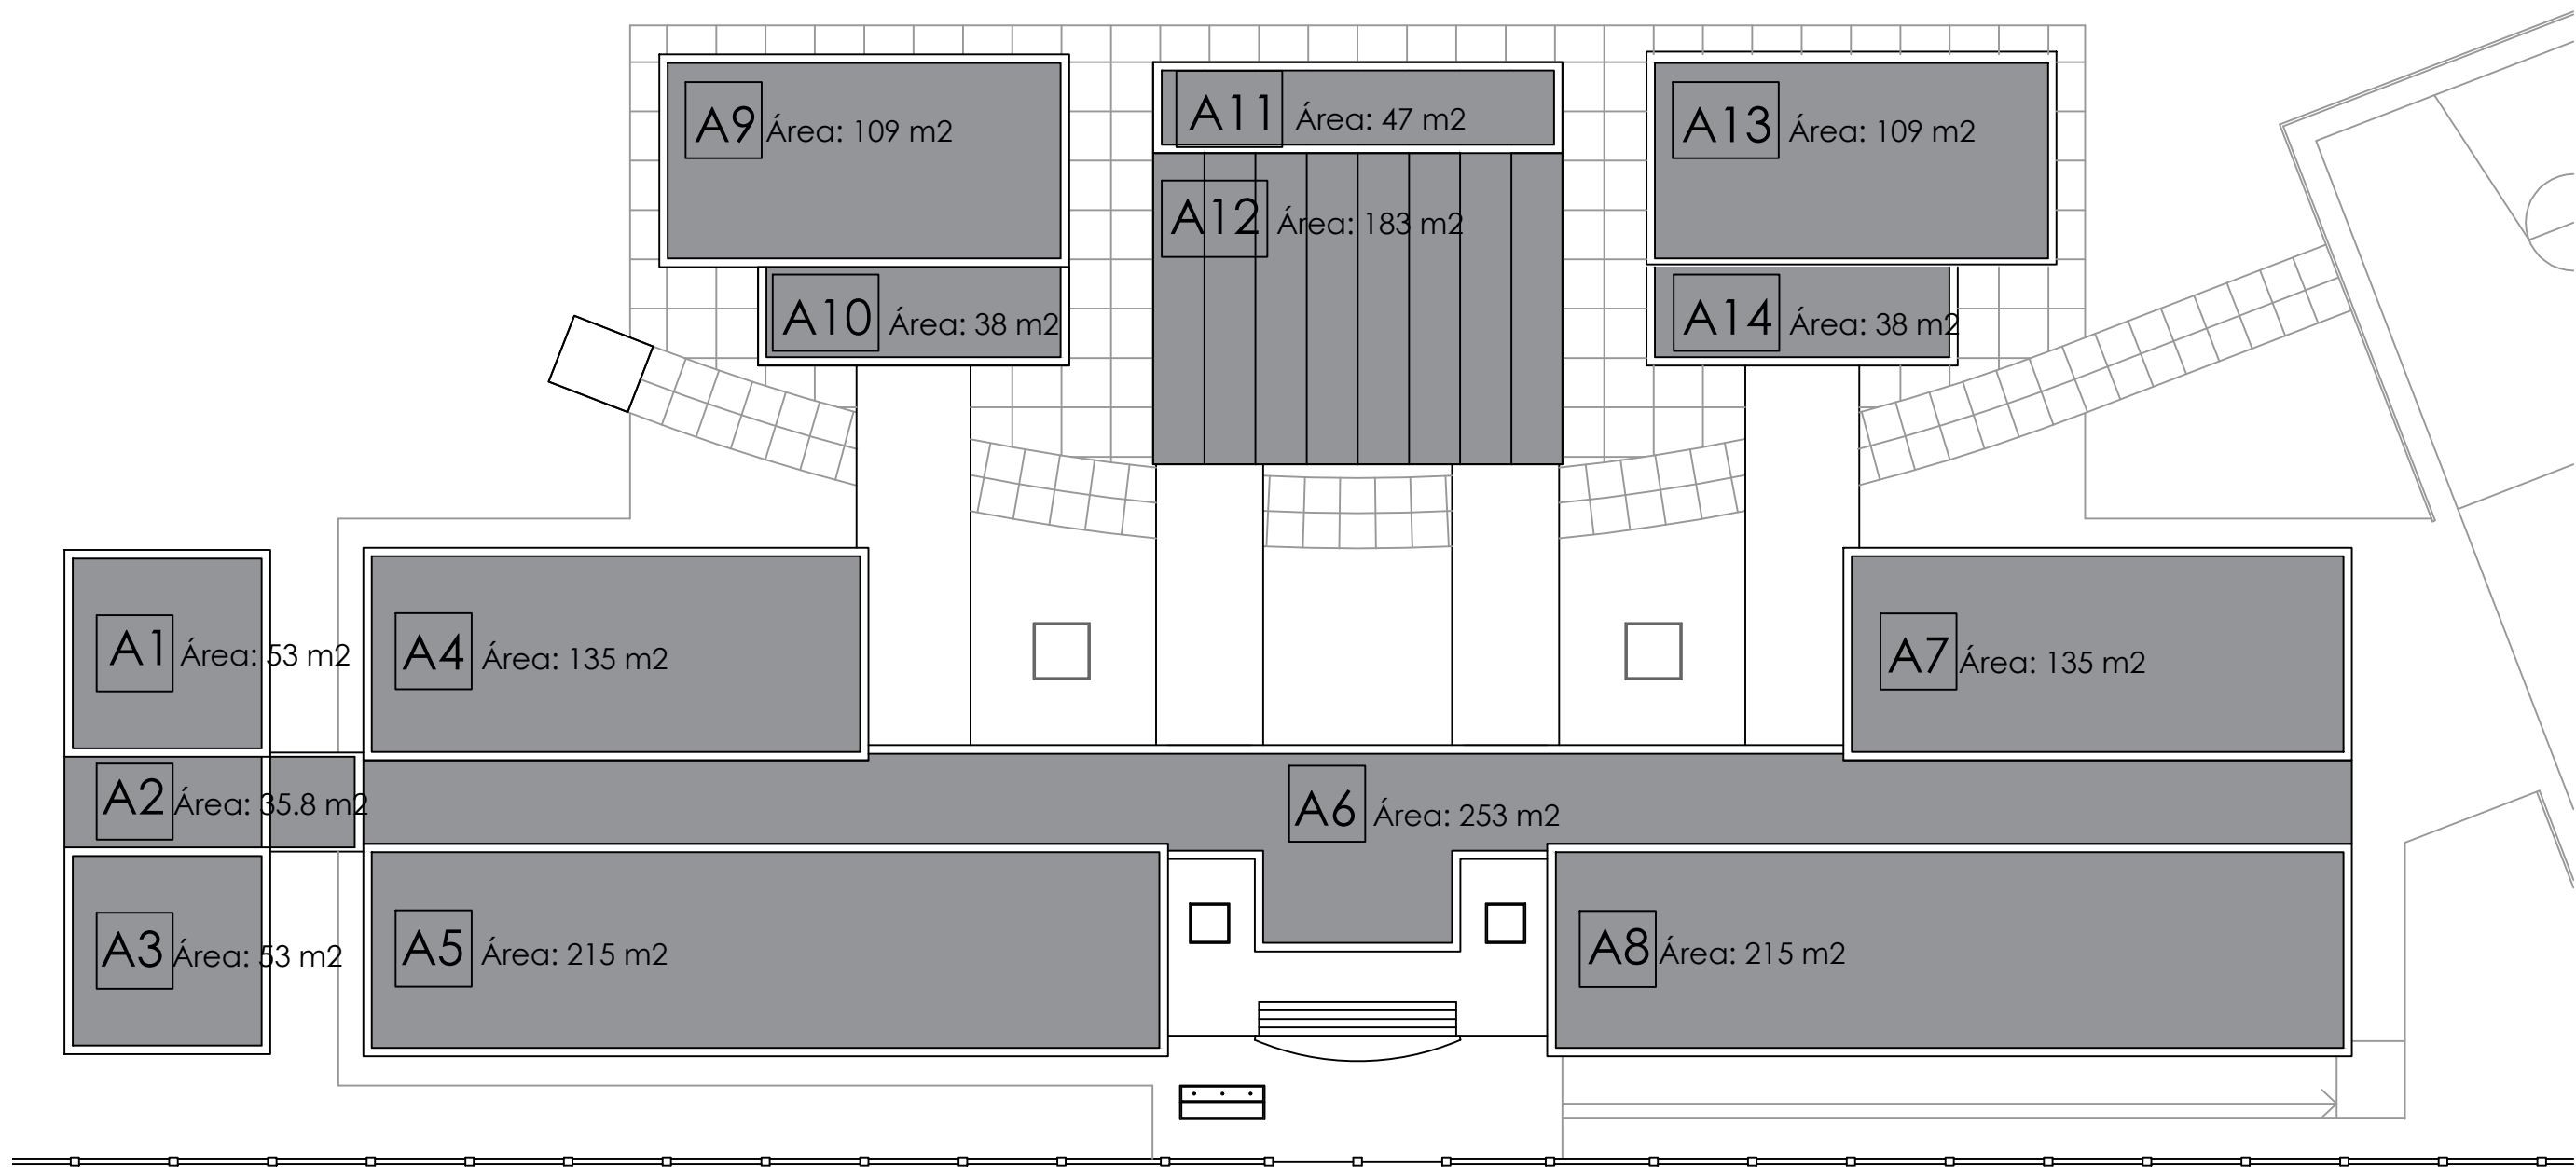 A9 Área: 109 m2
A11 Área: 47 m2
A13 Área: 109 m2
A12 Área: 183 m2
A10 Área: 38 m2
A14 Área: 38 m2
A1 Área: 53 m2
A4 Área: 135 m2
A7 Área: 135 m2
A2 Área: 35.8 m2
A6 Área: 253 m2
A3 Área: 53 m2
A5 Área: 215 m2
A8 Área: 215 m2